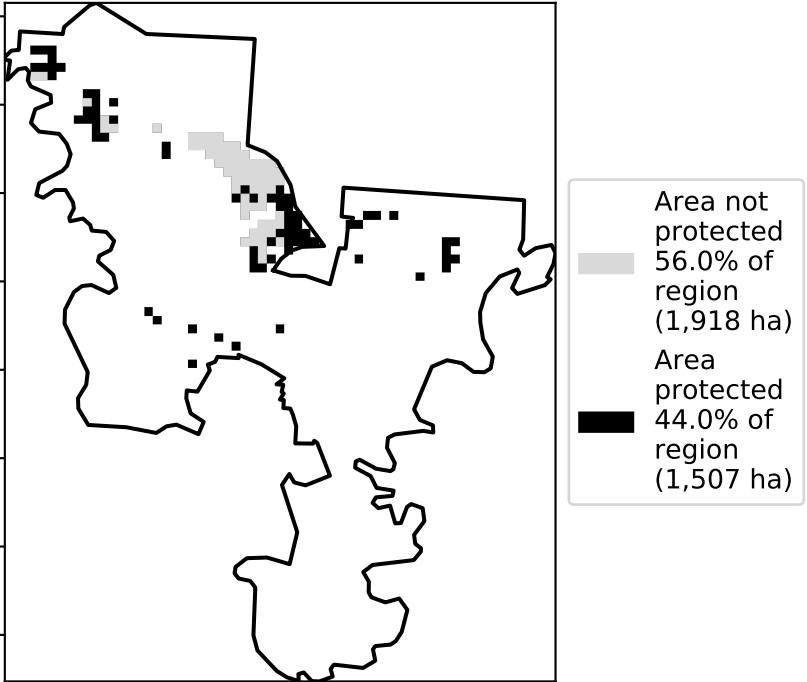 Area not
protected
56.0% of
region
(1,918 ha)
Area
protected
44.0% of
region
(1,507 ha)